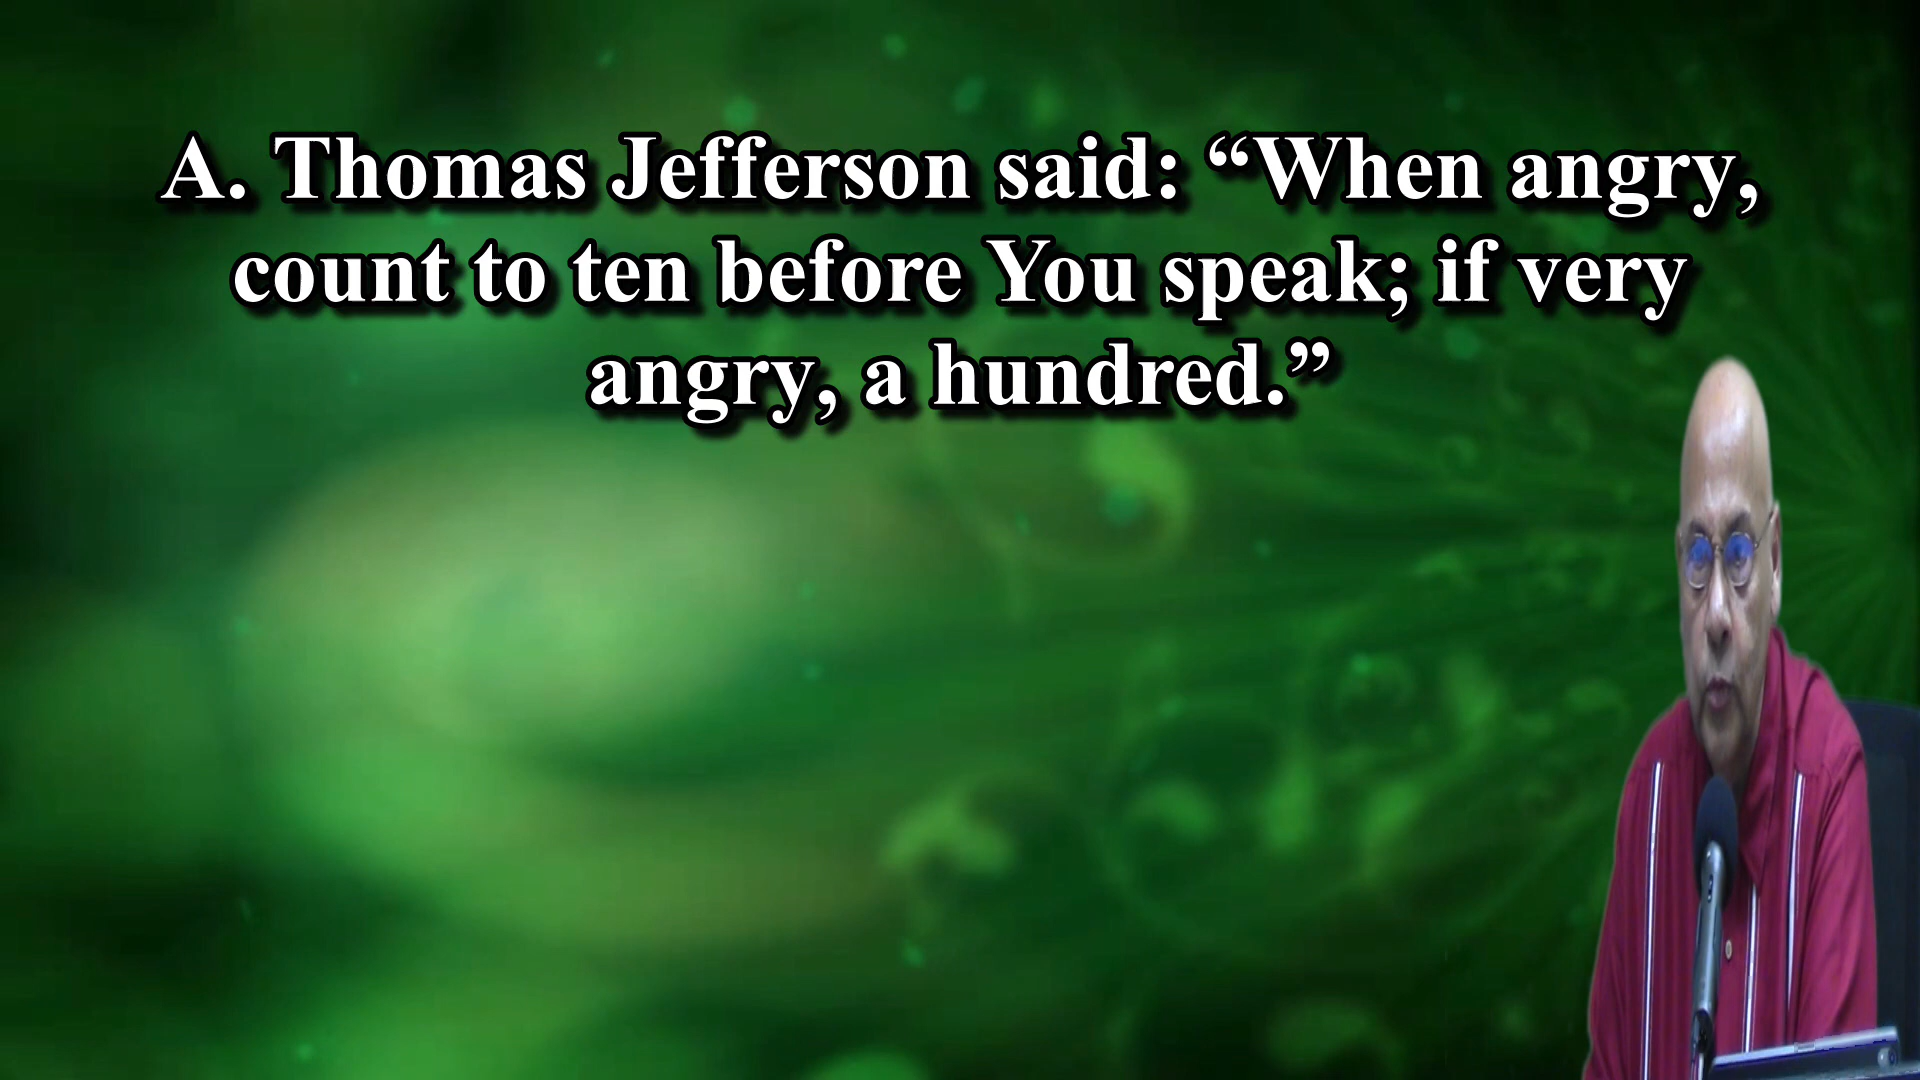 A. Thomas Jefferson said: “When angry,
count to ten before You speak; if very
angry, a hundred.”